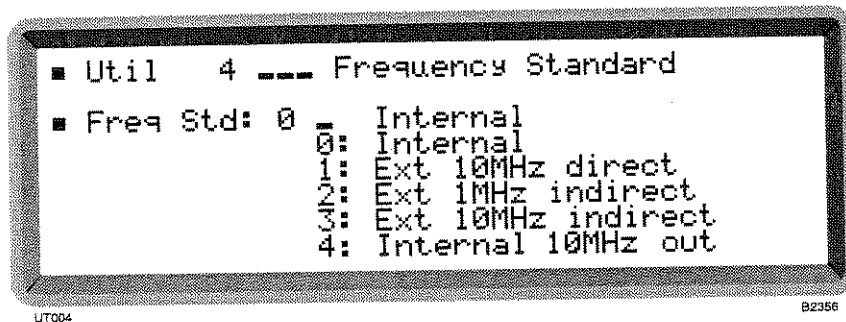 ▪ Util 4 ___ Frequency Standard
▪ Freq Std: 0 _ Internal
0: Internal
1: Ext 10MHz direct
2: Ext 1MHz indirect
3: Ext 10MHz indirect
4: Internal 10MHz out
UT004
B2356